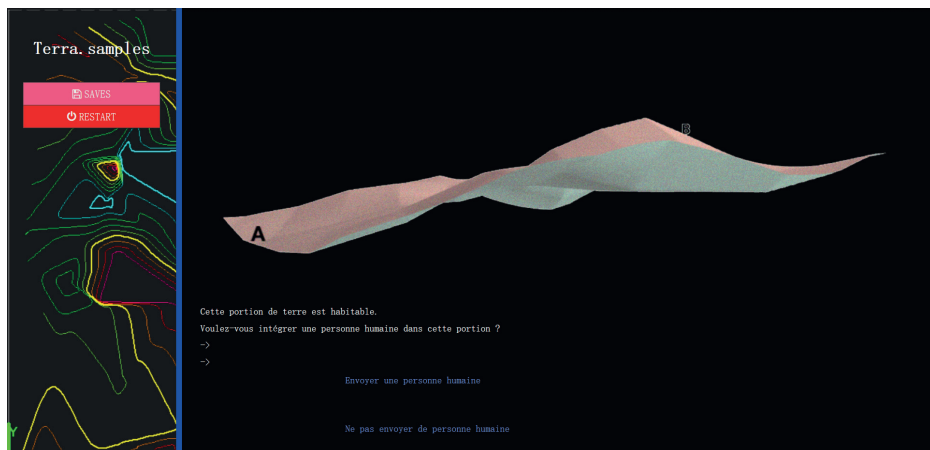 Terra.samples
SAVES
RESTART
B
A
Cette portion de terre est habitable.
Voulez-vous intégrer une personne humaine dans cette portion ?
->
->
Envoyer une personne humaine
Ne pas envoyer de personne humaine
Y